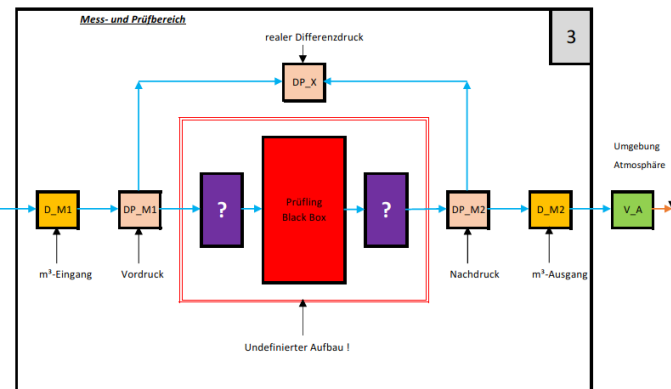 Mess- und Prüfbereich
3
realer Differenzdruck
DP_X
Umgebung
Atmosphäre
D_M1
DP_M1
?
Prüfling
Black Box
?
DP_M2
D_M2
V_A
m³-Eingang
Vordruck
Nachdruck
m³-Ausgang
Undefinierter Aufbau !